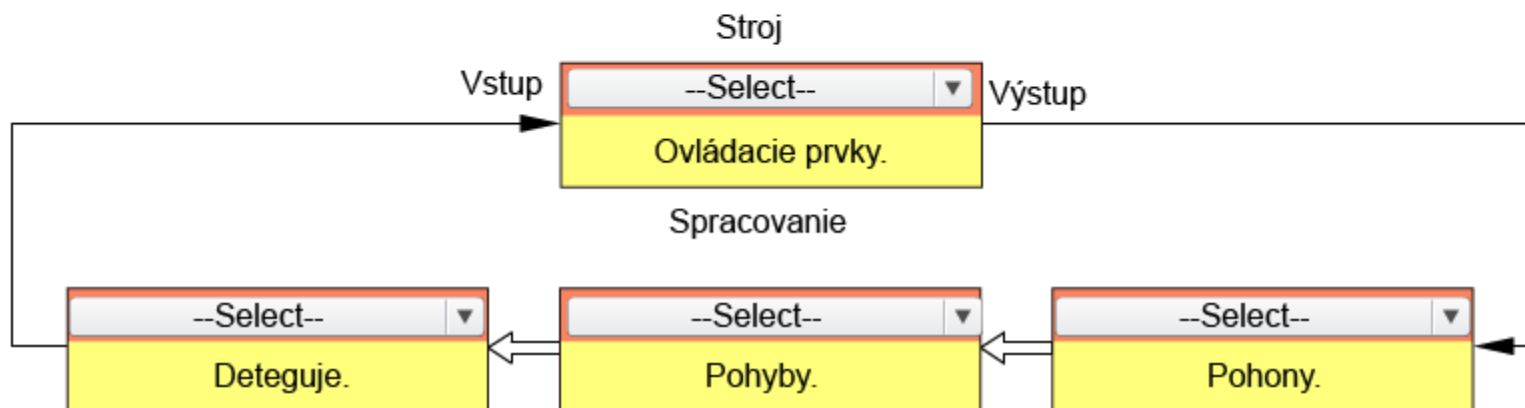 Stroj
Vstup
--Select--
Výstup
Ovládacie prvky.
Spracovanie
--Select--
--Select--
--Select--
Deteguje.
Pohyby.
Pohony.